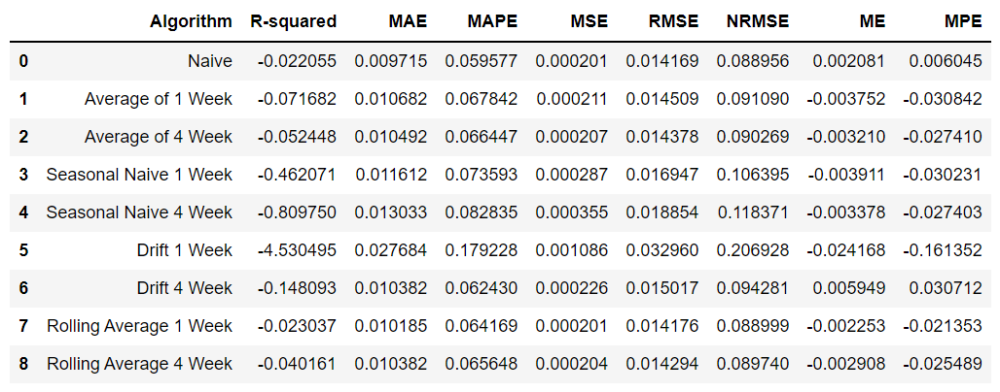 Algorithm R-squared MAE MAPE MSE RMSE NRMSE ME MPE
0 Naive -0.022055 0.009715 0.059577 0.000201 0.014169 0.088956 0.002081 0.006045
1 Average of 1 Week -0.071682 0.010682 0.067842 0.000211 0.014509 0.091090 -0.003752 -0.030842
2 Average of 4 Week -0.052448 0.010492 0.066447 0.000207 0.014378 0.090269 -0.003210 -0.027410
3 Seasonal Naive 1 Week -0.462071 0.011612 0.073593 0.000287 0.016947 0.106395 -0.003911 -0.030231
4 Seasonal Naive 4 Week -0.809750 0.013033 0.082835 0.000355 0.018854 0.118371 -0.003378 -0.027403
5 Drift 1 Week -4.530495 0.027684 0.179228 0.001086 0.032960 0.206928 -0.024168 -0.161352
6 Drift 4 Week -0.148093 0.010382 0.062430 0.000226 0.015017 0.094281 0.005949 0.030712
7 Rolling Average 1 Week -0.023037 0.010185 0.064169 0.000201 0.014176 0.088999 -0.002253 -0.021353
8 Rolling Average 4 Week -0.040161 0.010382 0.065648 0.000204 0.014294 0.089740 -0.002908 -0.025489